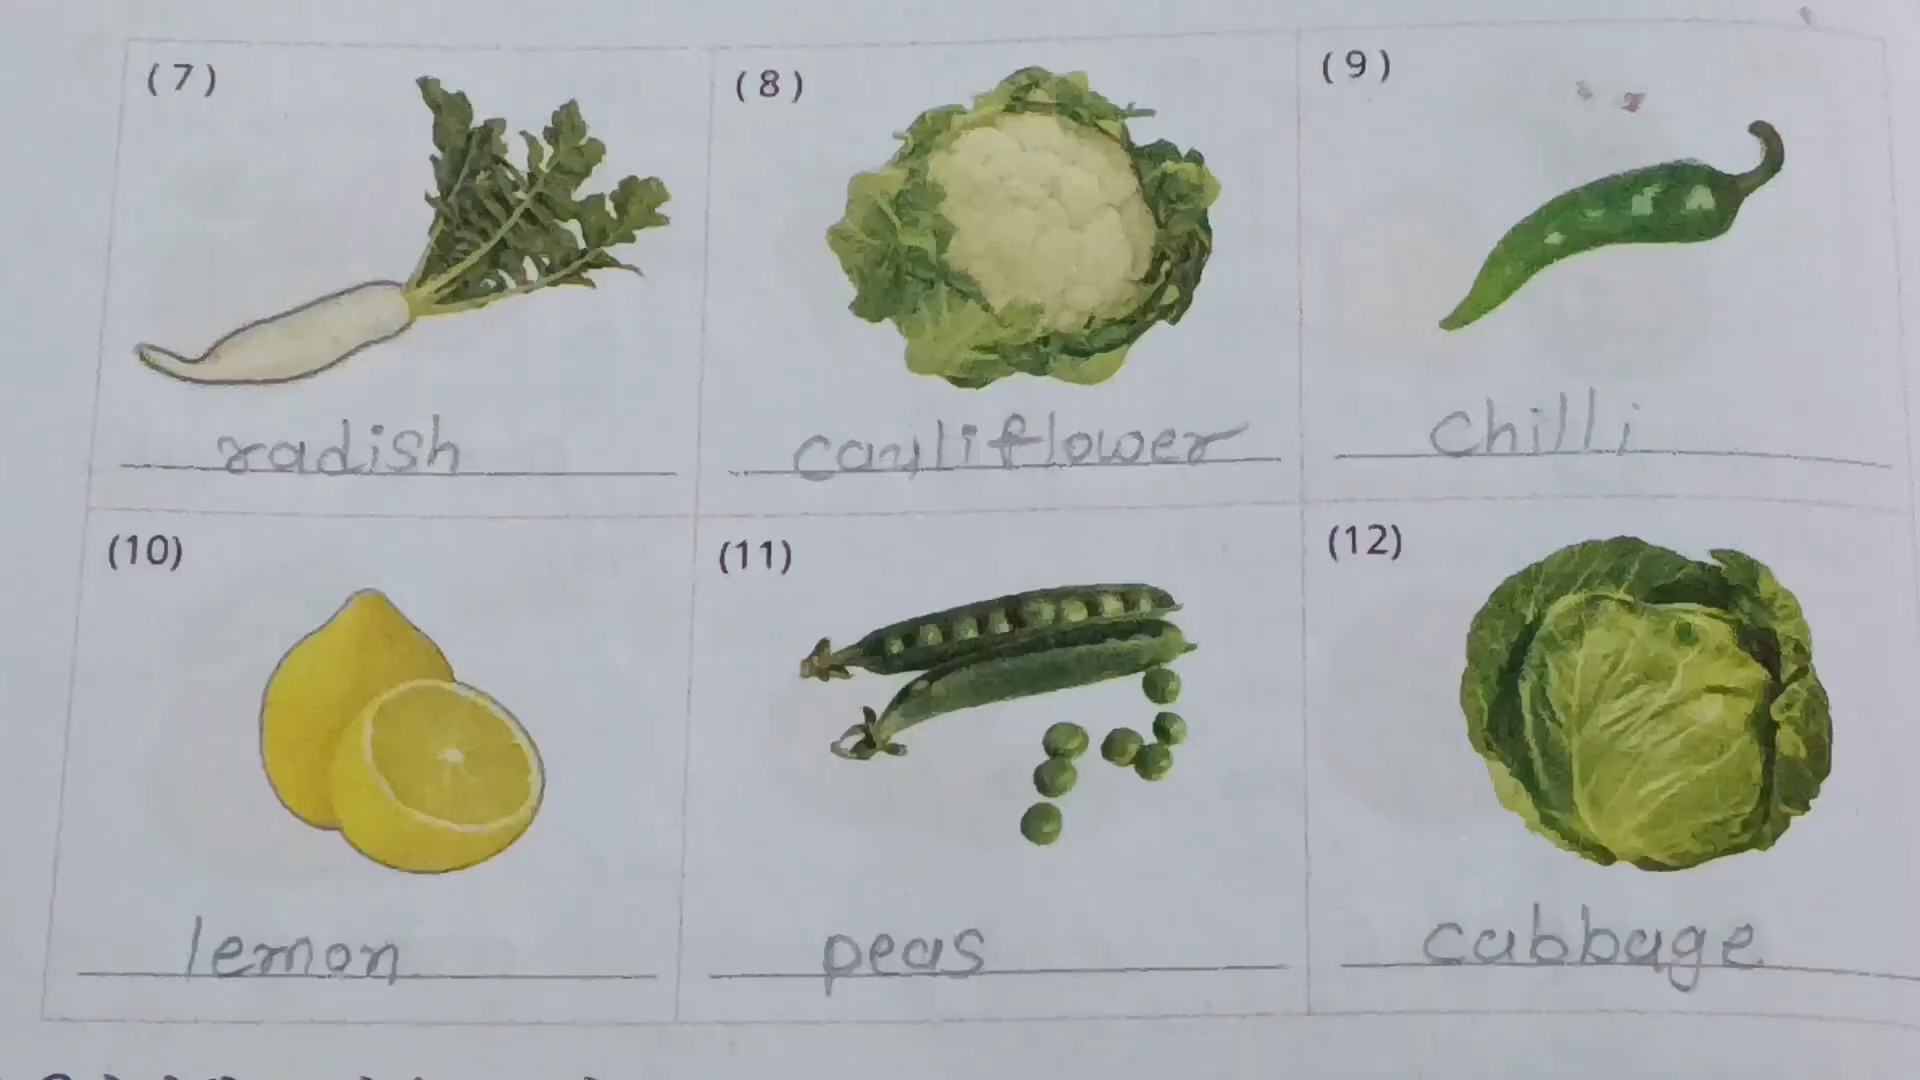 (7) (8) (9)
radish cauliflower chilli
(10) (11) (12)
lemon peas cabbage